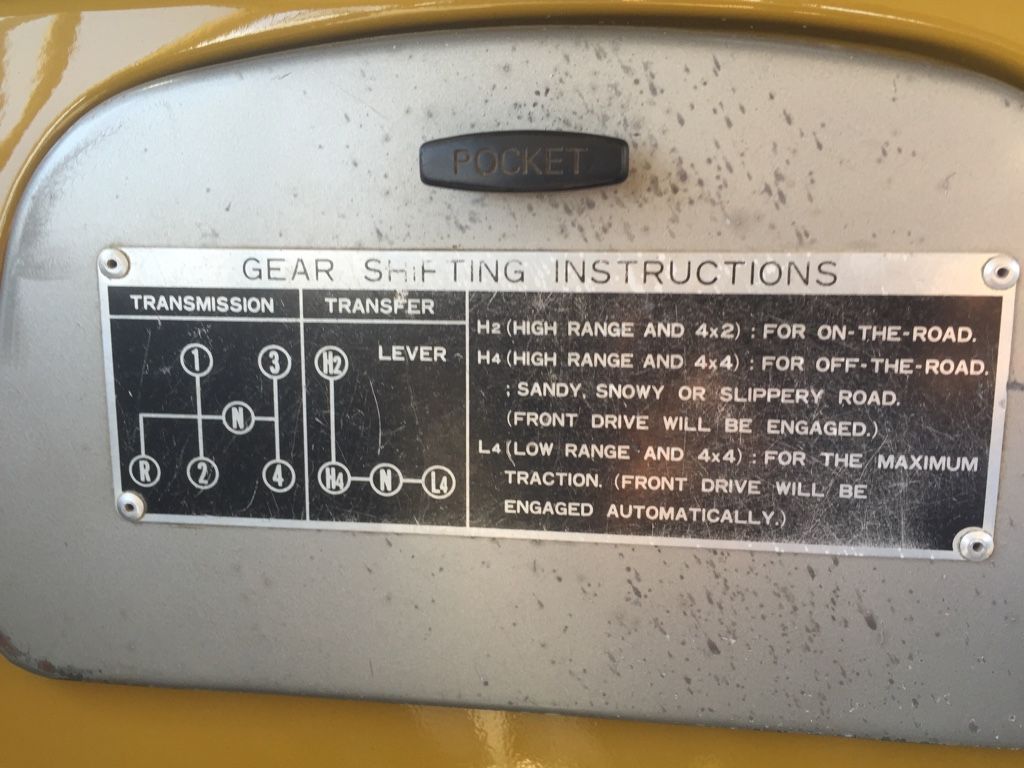 POCKET
GEAR SHIFTING INSTRUCTIONS
TRANSMISSION
1 3
N
R 2 4
TRANSFER
LEVER
H2
H4 N L4
H2 (HIGH RANGE AND 4x2) : FOR ON-THE-ROAD.
H4 (HIGH RANGE AND 4x4) : FOR OFF-THE-ROAD.
; SANDY, SNOWY OR SLIPPERY ROAD.
(FRONT DRIVE WILL BE ENGAGED.)
L4 (LOW RANGE AND 4x4) : FOR THE MAXIMUM
TRACTION. (FRONT DRIVE WILL BE
ENGAGED AUTOMATICALLY.)